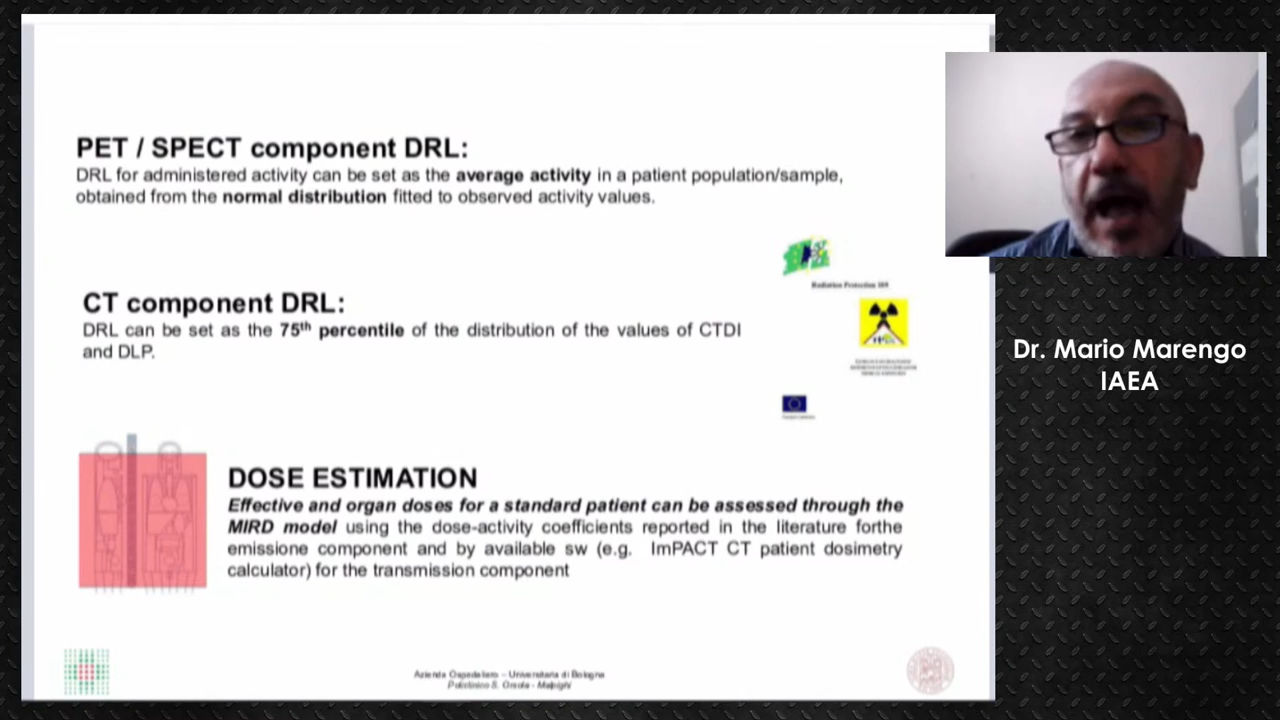 PET / SPECT component DRL:
DRL for administered activity can be set as the average activity in a patient population/sample,
obtained from the normal distribution fitted to observed activity values.
CT component DRL:
DRL can be set as the 75th percentile of the distribution of the values of CTDI
and DLP.
Radiation Protection
DOSE ESTIMATION
Effective and organ doses for a standard patient can be assessed through the
MIRD model using the dose-activity coefficients reported in the literature forthe
emissione component and by available sw (e.g. ImPACT CT patient dosimetry
calculator) for the transmission component
Azienda Ospedaliero – Universitaria di Bologna
Policlinico S. Orsola - Malpighi
Dr. Mario Marengo
IAEA